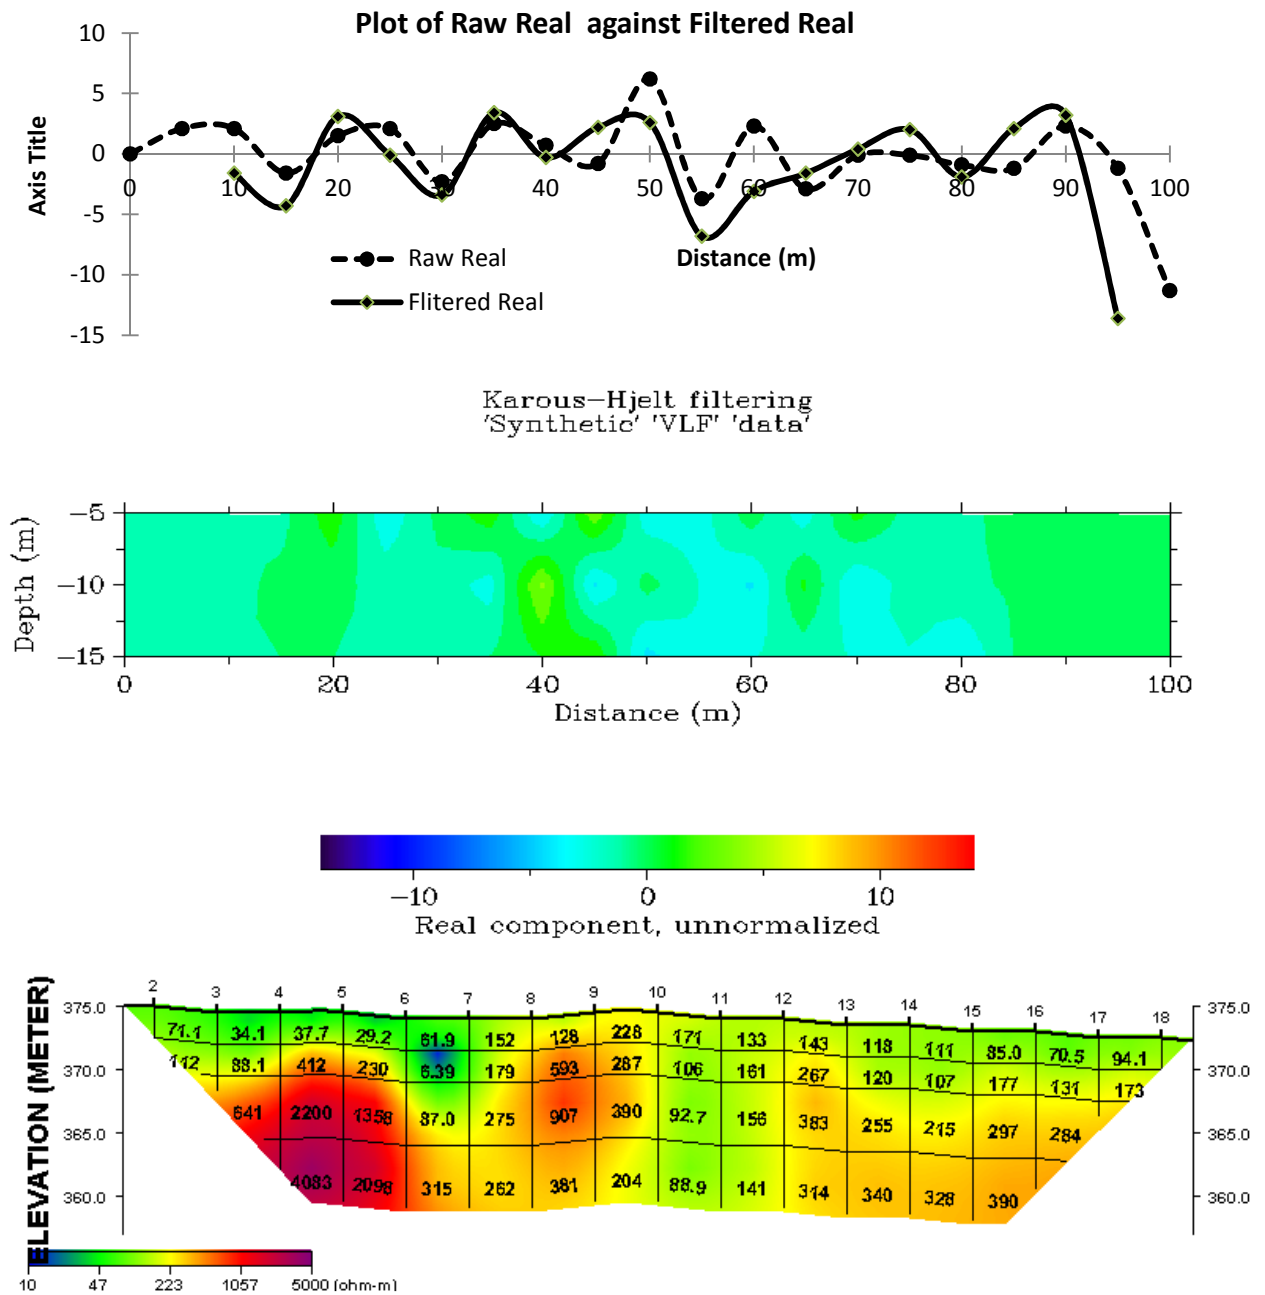 Plot of Raw Real against Filtered Real
10
5
0
-5
-10
-15
Axis Title
0 10 20 30 40 50 60 70 80 90 100
Raw Real
Flitered Real
Distance (m)
Karous-Hjelt filtering
'Synthetic' 'VLF' 'data'
Depth (m)
-5
-10
-15
0 20 40 60 80 100
Distance (m)
-10 0 10
Real component, unnormalized
ELEVATION (METER)
2 3 4 5 6 7 8 9 10 11 12 13 14 15 16 17 18
375.0 375.0
71.1 34.1 37.7 29.2 61.9 152 128 228 171 133 143 118 111 85.0 70.5 94.1
370.0 370.0
112 88.1 412 230 6.39 179 593 287 106 161 267 120 107 177 131 173
641 2200 1358 87.0 275 907 390 92.7 156 383 255 215 297 284
365.0 365.0
4083 2098 315 262 381 204 88.9 141 314 340 328 390
360.0 360.0
10 47 223 1057 5000 (ohm-m)